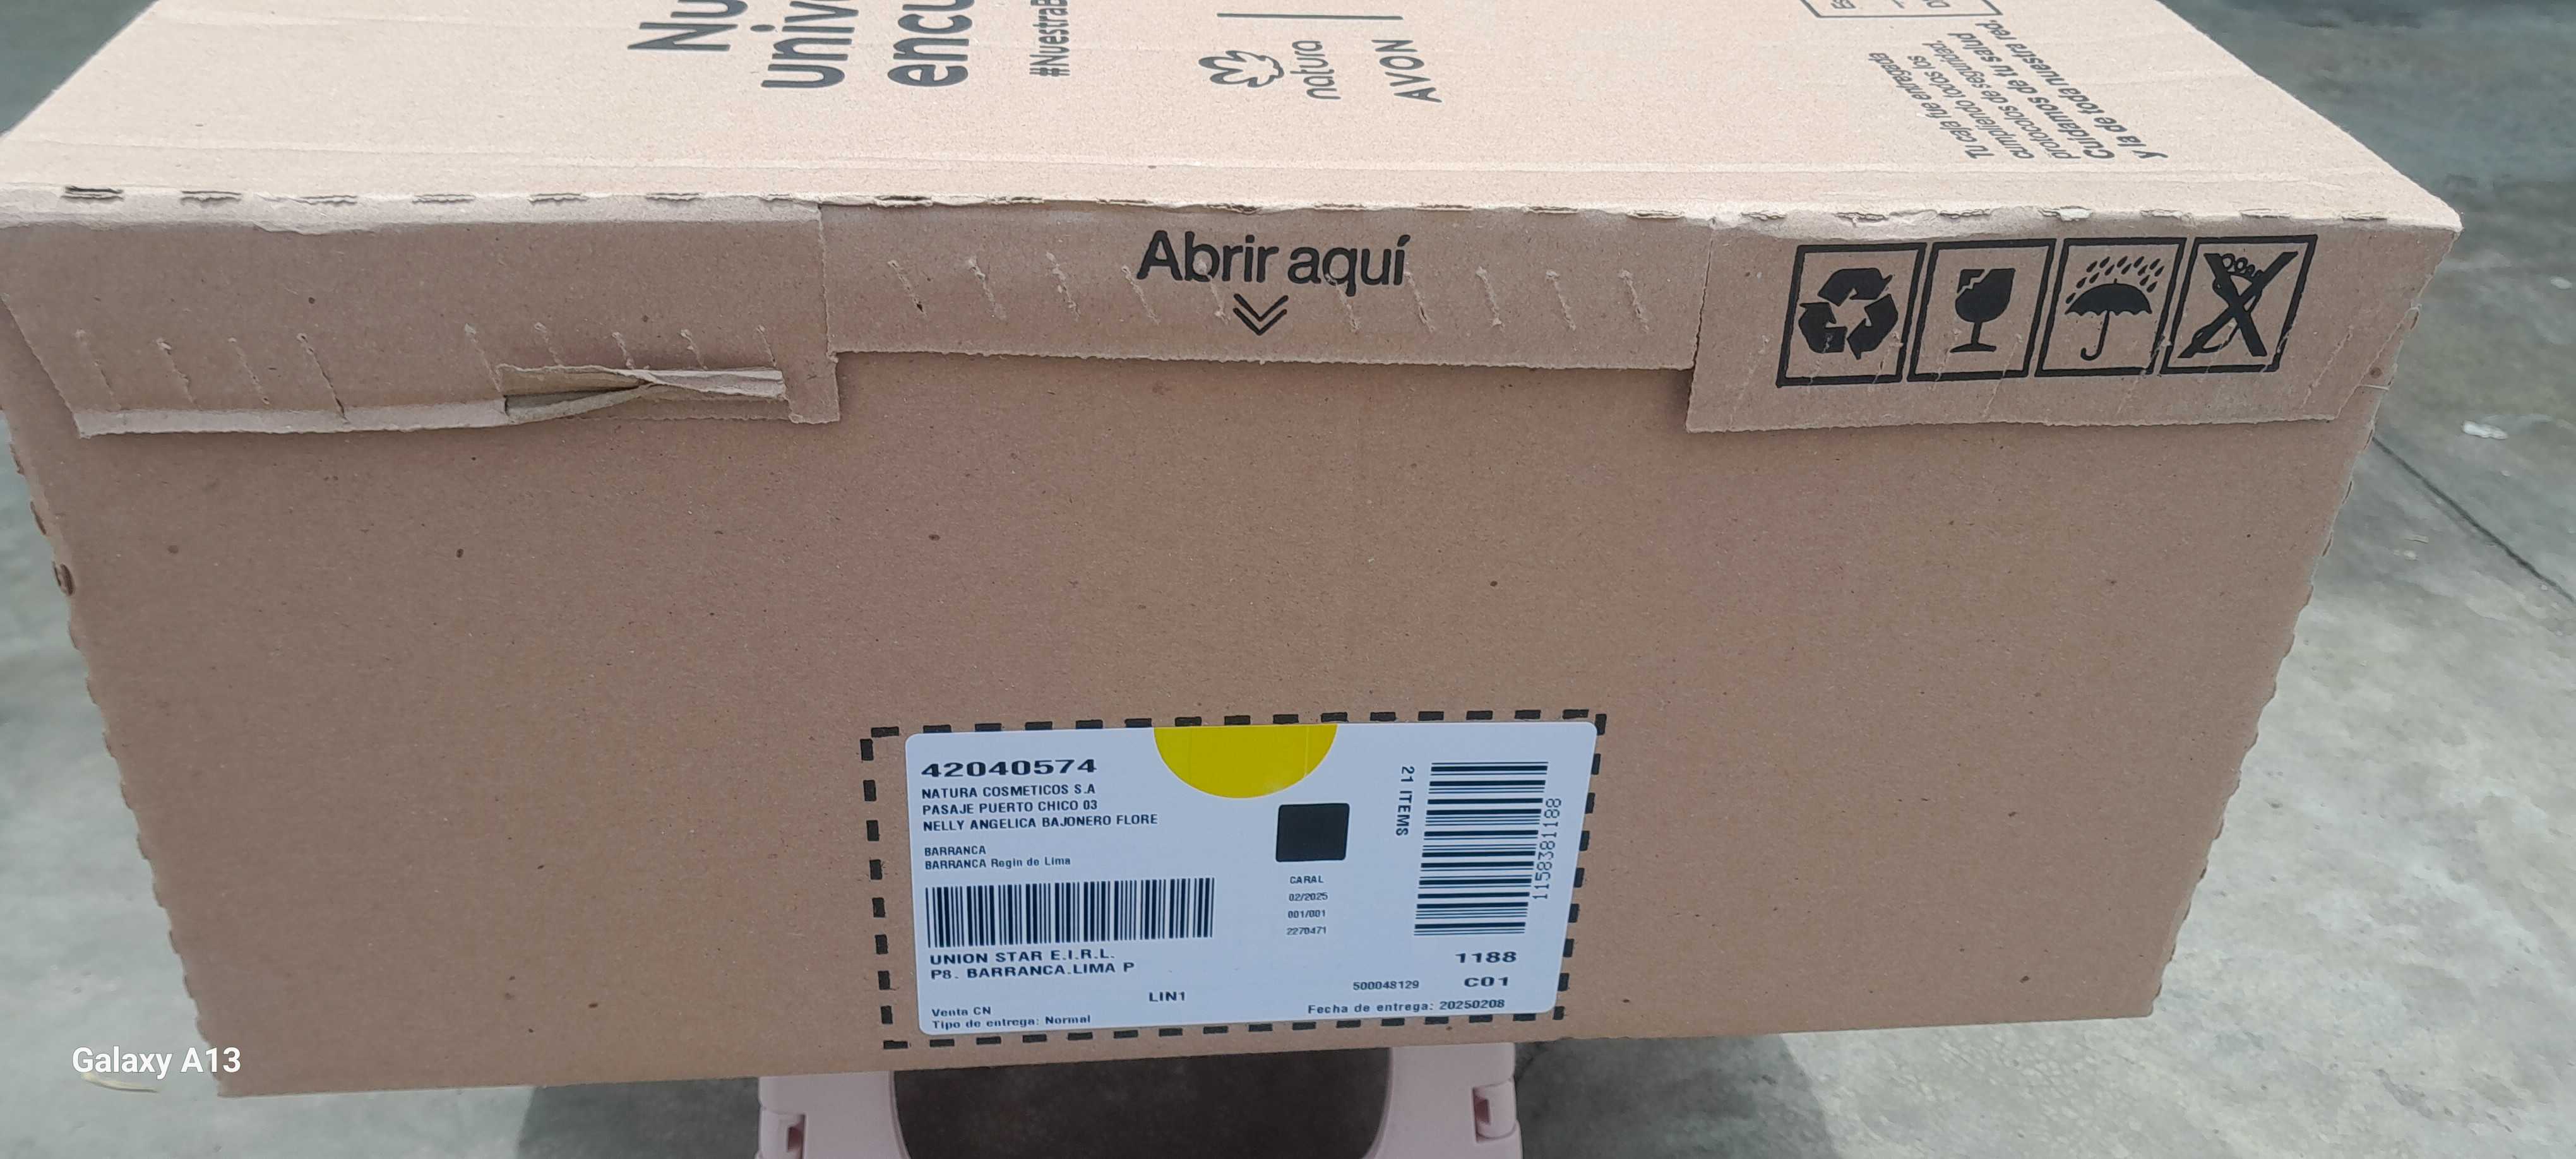 Nu
unive
encu
#NuestraB
natura
AVON
Tu caja fue entregada
cumpliendo todos los
protocolos de seguridad.
Cuidamos de tu salud
y la de toda nuestra red.
Abrir aquí
42040574
NATURA COSMETICOS S.A
PASAJE PUERTO CHICO 03
NELLY ANGELICA BAJONERO FLORE
BARRANCA
BARRANCA Regin de Lima
UNION STAR E.I.R.L.
P8. BARRANCA.LIMA P
LIN1
Venta CN
Tipo de entrega: Normal
CARAL
02/2025
001/001
2270471
21 ITEMS
1158381188
1188
500048129 C01
Fecha de entrega: 20250208
Galaxy A13